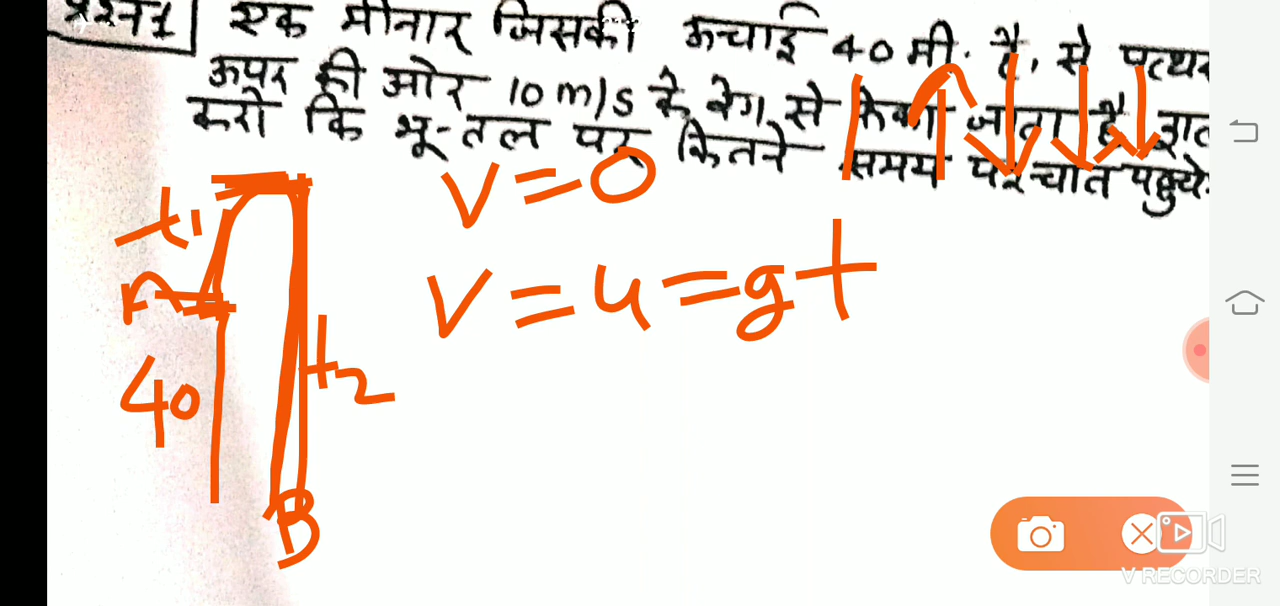 प्रश्न1 एक मीनार जिसकी ऊन्चाई 40 मी. है, से पत्थर
ऊपर की ओर 10 m/s के वेग से फेंका जाता है ज्ञात
करो कि भू-तल पर कितने समय पश्चात पहुचे
v=0
t1
v=u=gt
h
40
t2
B
V RECORDER